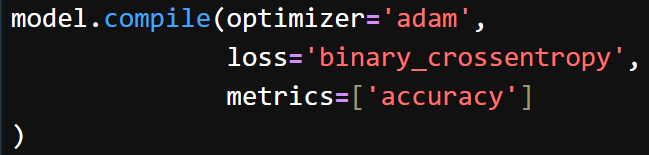 model.compile(optimizer='adam',
              loss='binary_crossentropy',
              metrics=['accuracy']
)